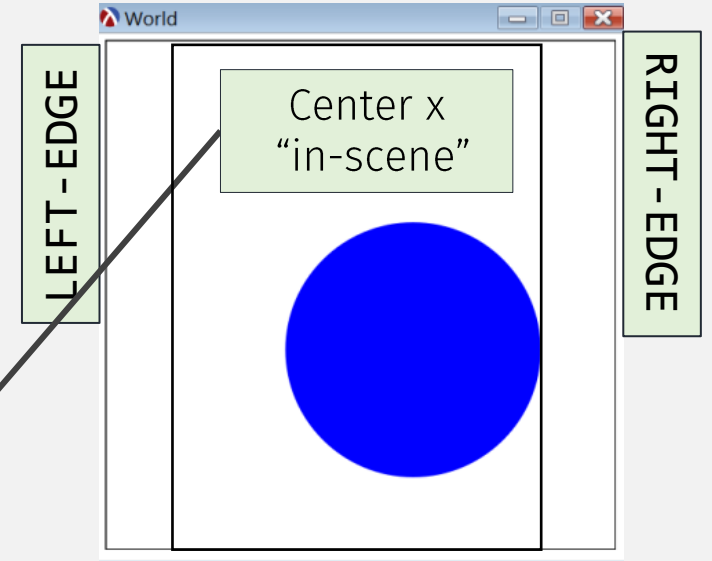 World
LEFT-EDGE
Center x
“in-scene”
RIGHT-EDGE